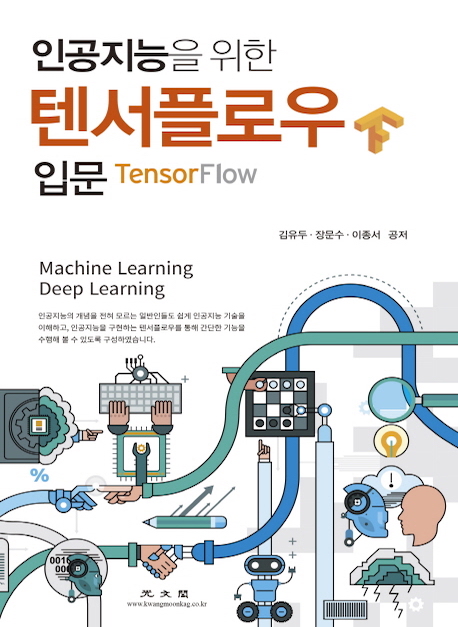 인공지능을 위한
텐서플로우
입문 TensorFlow
김유두 · 장문수 · 이종서 공저
Machine Learning
Deep Learning
인공지능의 개념을 전혀 모르는 일반인들도 쉽게 인공지능 기술을
이해하고, 인공지능을 구현하는 텐서플로우를 통해 간단한 기능을
수행해 볼 수 있도록 구성하였습니다.
%
光文閣
www.kwangmoonkag.co.kr